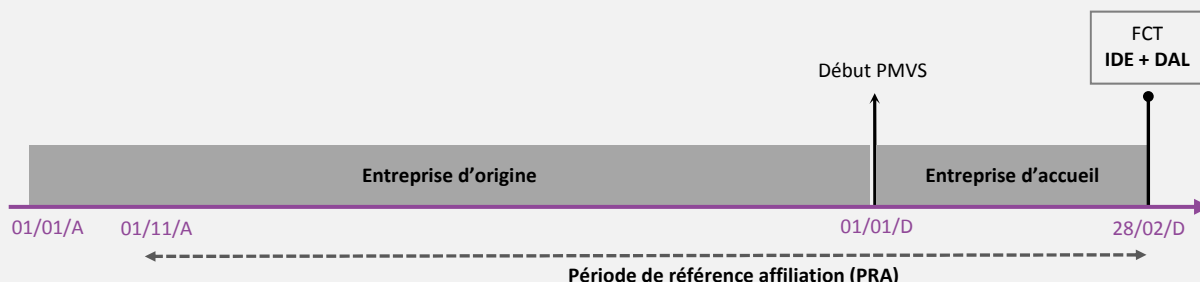 FCT
IDE + DAL
Début PMVS
Entreprise d'origine
Entreprise d'accueil
01/01/A
01/11/A
01/01/D
28/02/D
Période de référence affiliation (PRA)